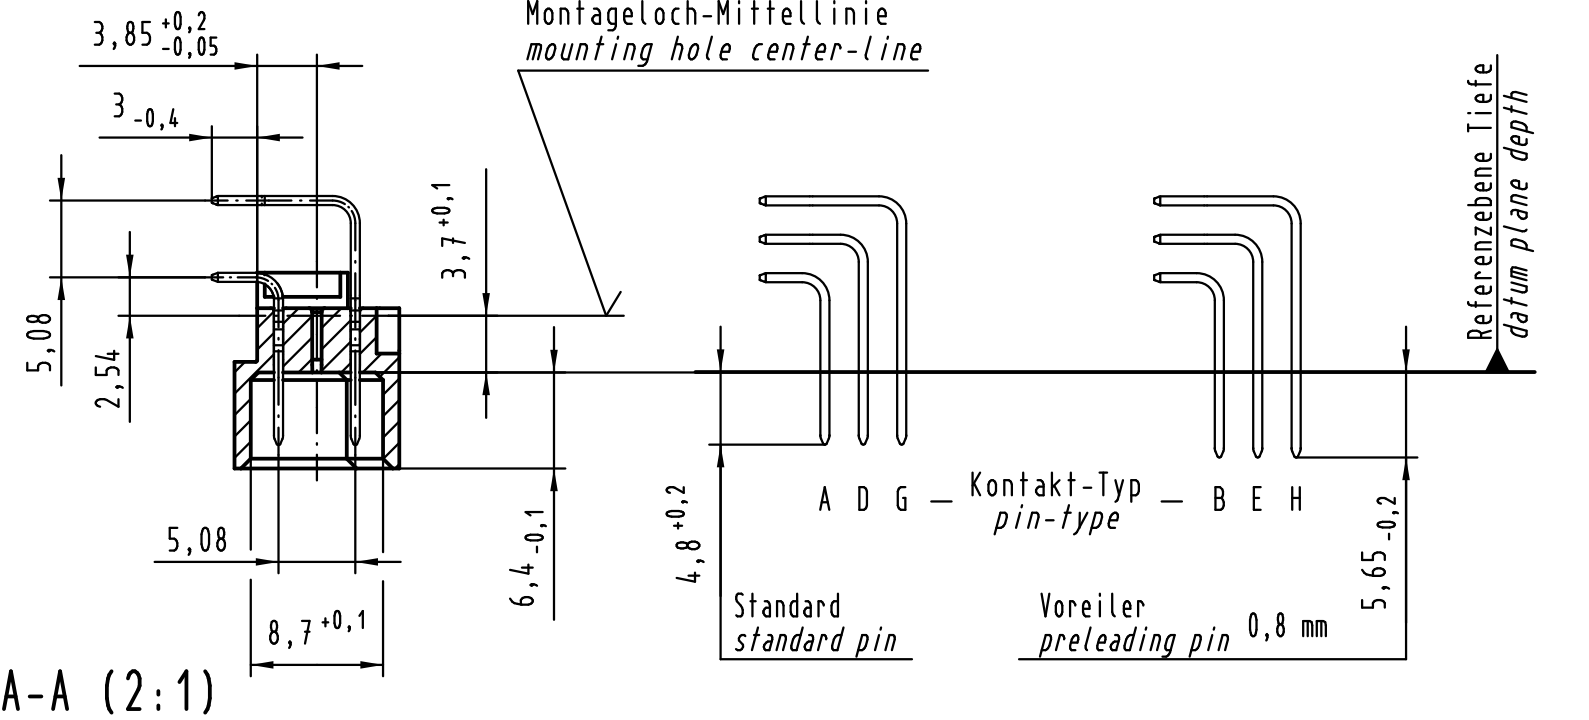 Montageloch-Mittellinie
mounting hole center-line
3,85 +0,2 -0,05
3 -0,4
5,08
2,54
3,7 +0,1
5,08
8,7 +0,1
6,4 -0,1
4,8 +0,2
A D G – Kontakt-Typ – B E H
pin-type
Standard
standard pin
Voreiler
preleading pin 0,8 mm
5,65 -0,2
Referenzebene Tiefe
datum plane depth
A-A (2:1)